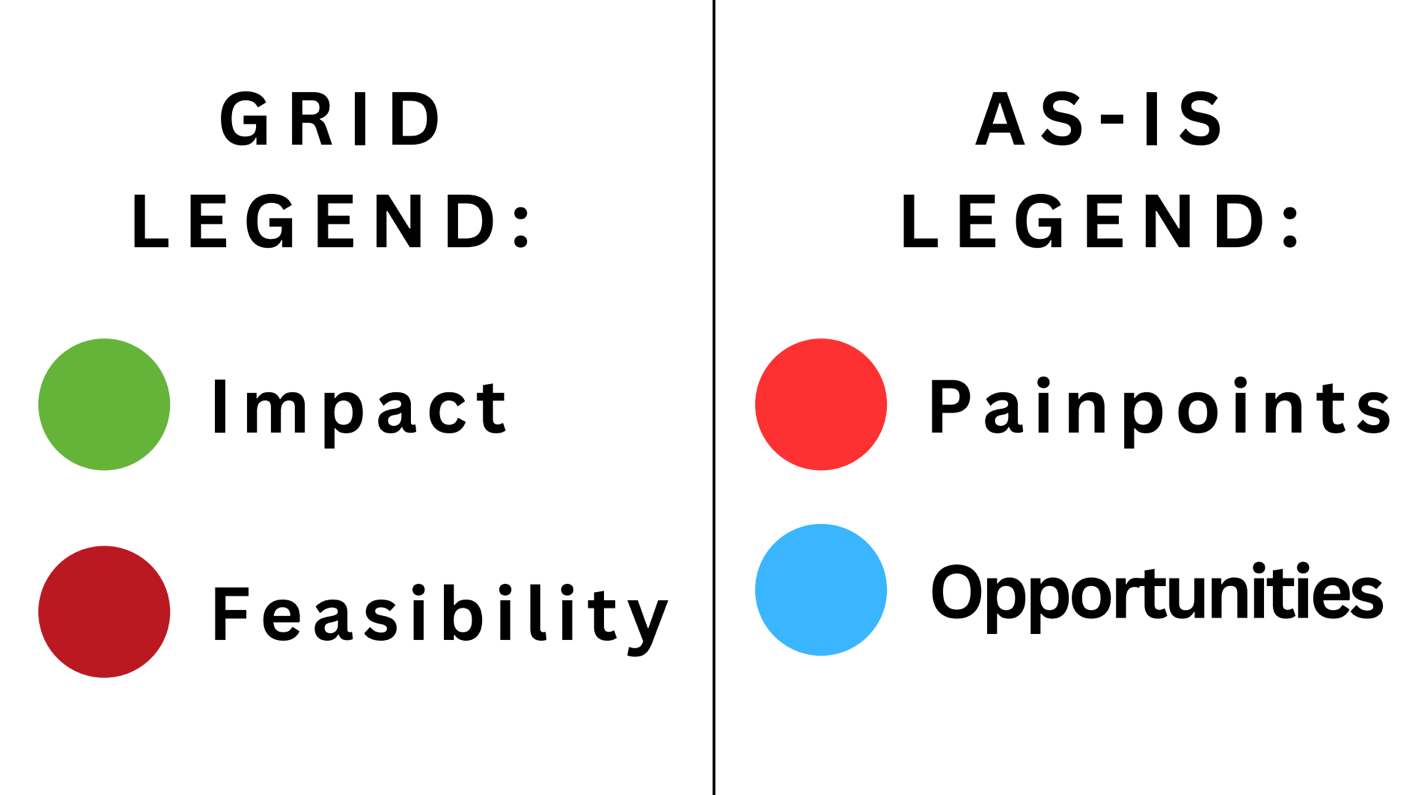 GRID
LEGEND:
Impact
Feasibility
AS-IS
LEGEND:
Painpoints
Opportunities